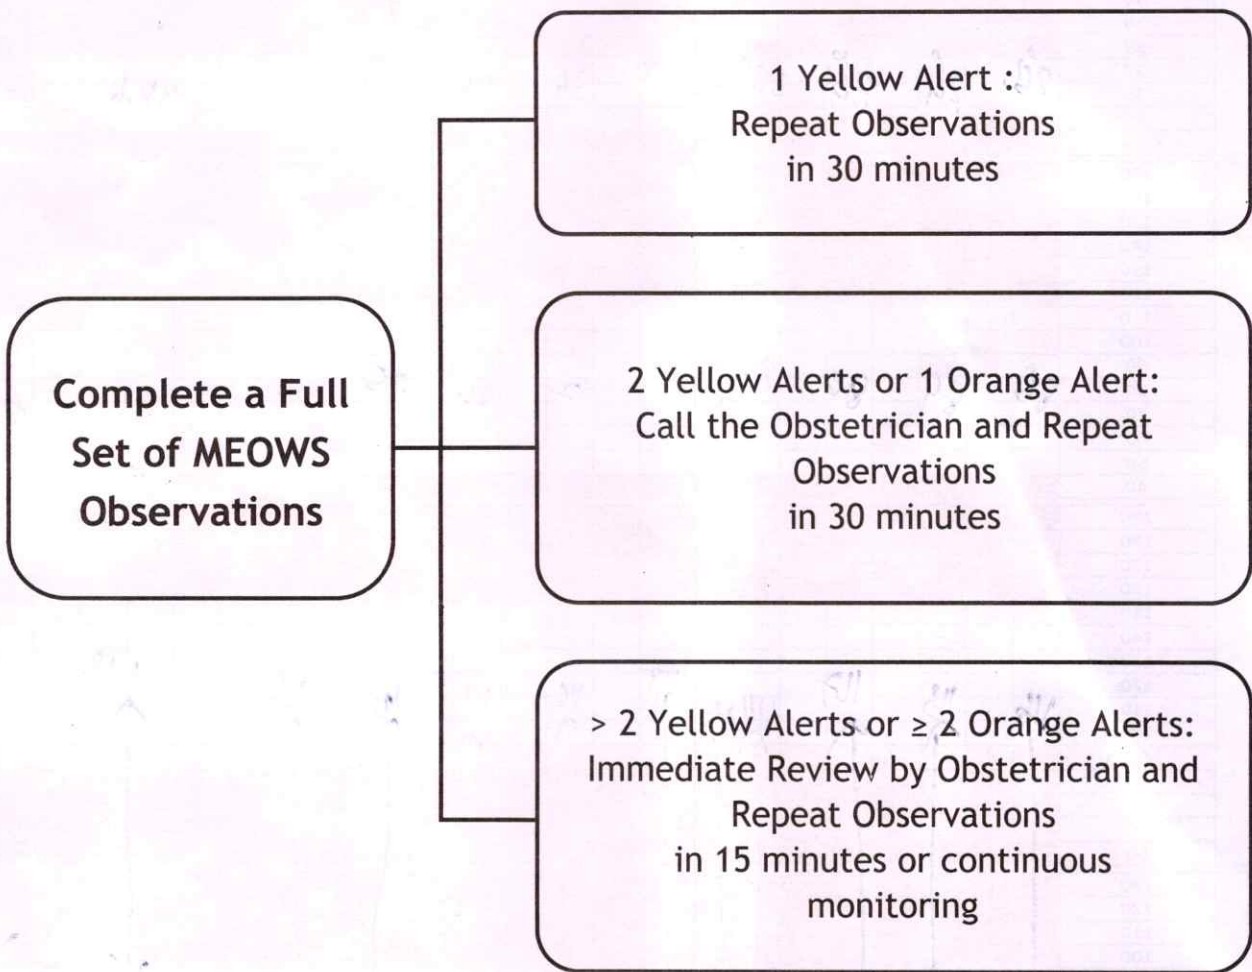 1 Yellow Alert :
Repeat Observations
in 30 minutes
Complete a Full
Set of MEOWS
Observations
2 Yellow Alerts or 1 Orange Alert:
Call the Obstetrician and Repeat
Observations
in 30 minutes
> 2 Yellow Alerts or ≥ 2 Orange Alerts:
Immediate Review by Obstetrician and
Repeat Observations
in 15 minutes or continuous
monitoring